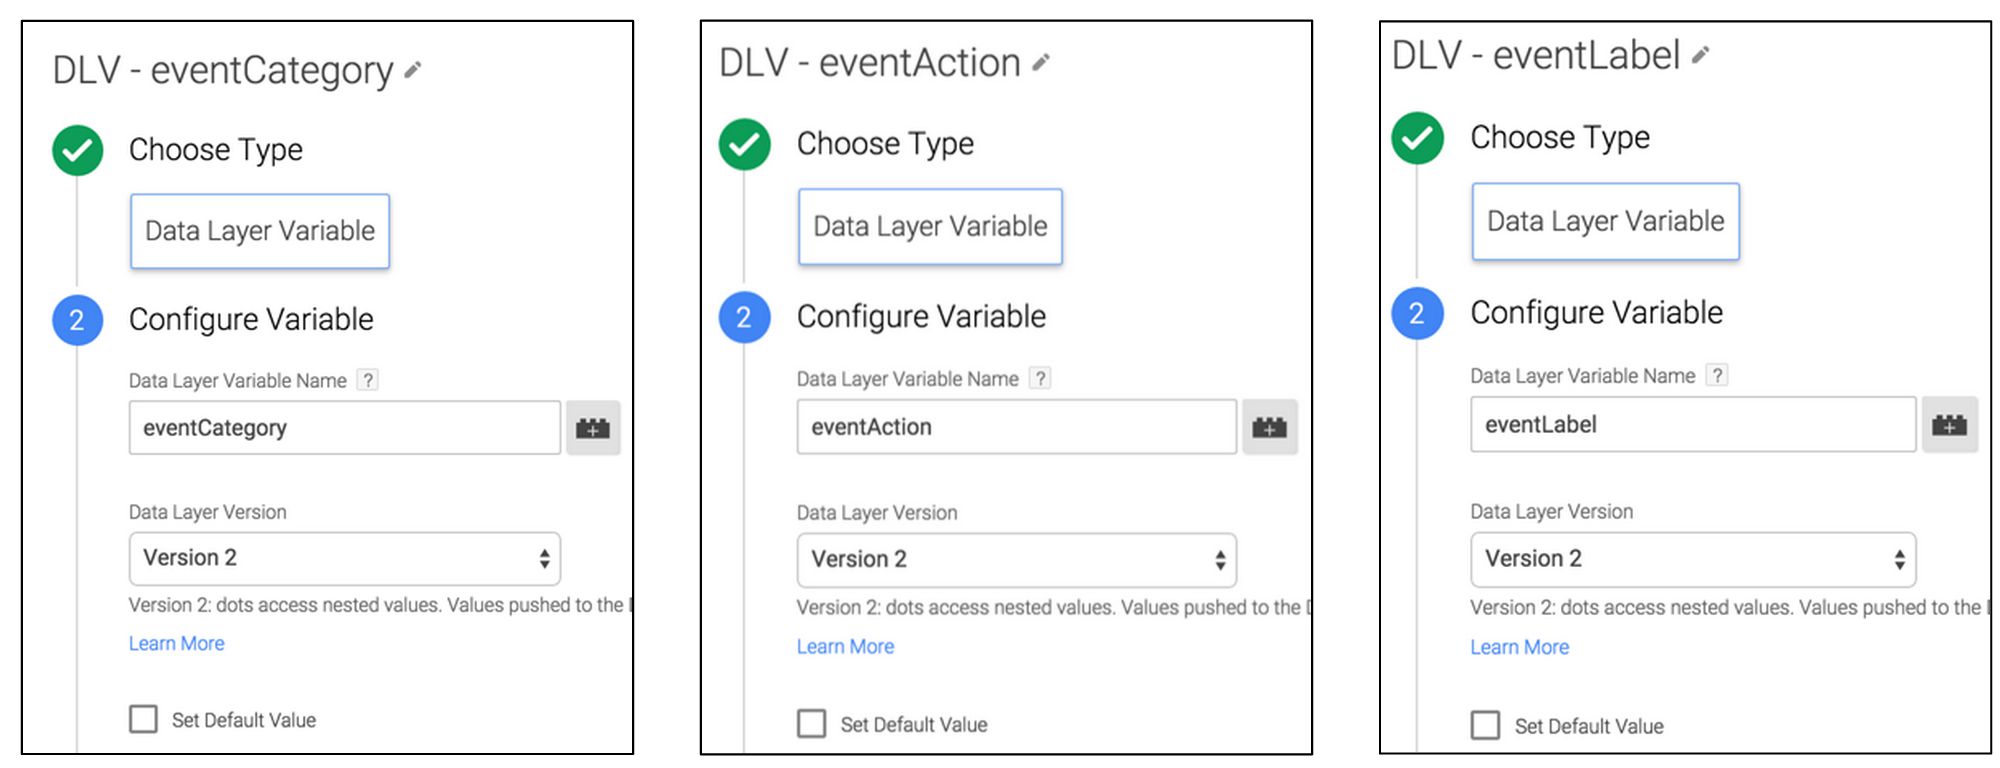 DLV - eventCategory
Choose Type
Data Layer Variable
2
Configure Variable
Data Layer Variable Name ?
eventCategory
Data Layer Version
Version 2
Version 2: dots access nested values. Values pushed to the
Learn More
Set Default Value
DLV - eventAction
Choose Type
Data Layer Variable
2
Configure Variable
Data Layer Variable Name ?
eventAction
Data Layer Version
Version 2
Version 2: dots access nested values. Values pushed to the
Learn More
Set Default Value
DLV - eventLabel
Choose Type
Data Layer Variable
2
Configure Variable
Data Layer Variable Name ?
eventLabel
Data Layer Version
Version 2
Version 2: dots access nested values. Values pushed to the
Learn More
Set Default Value